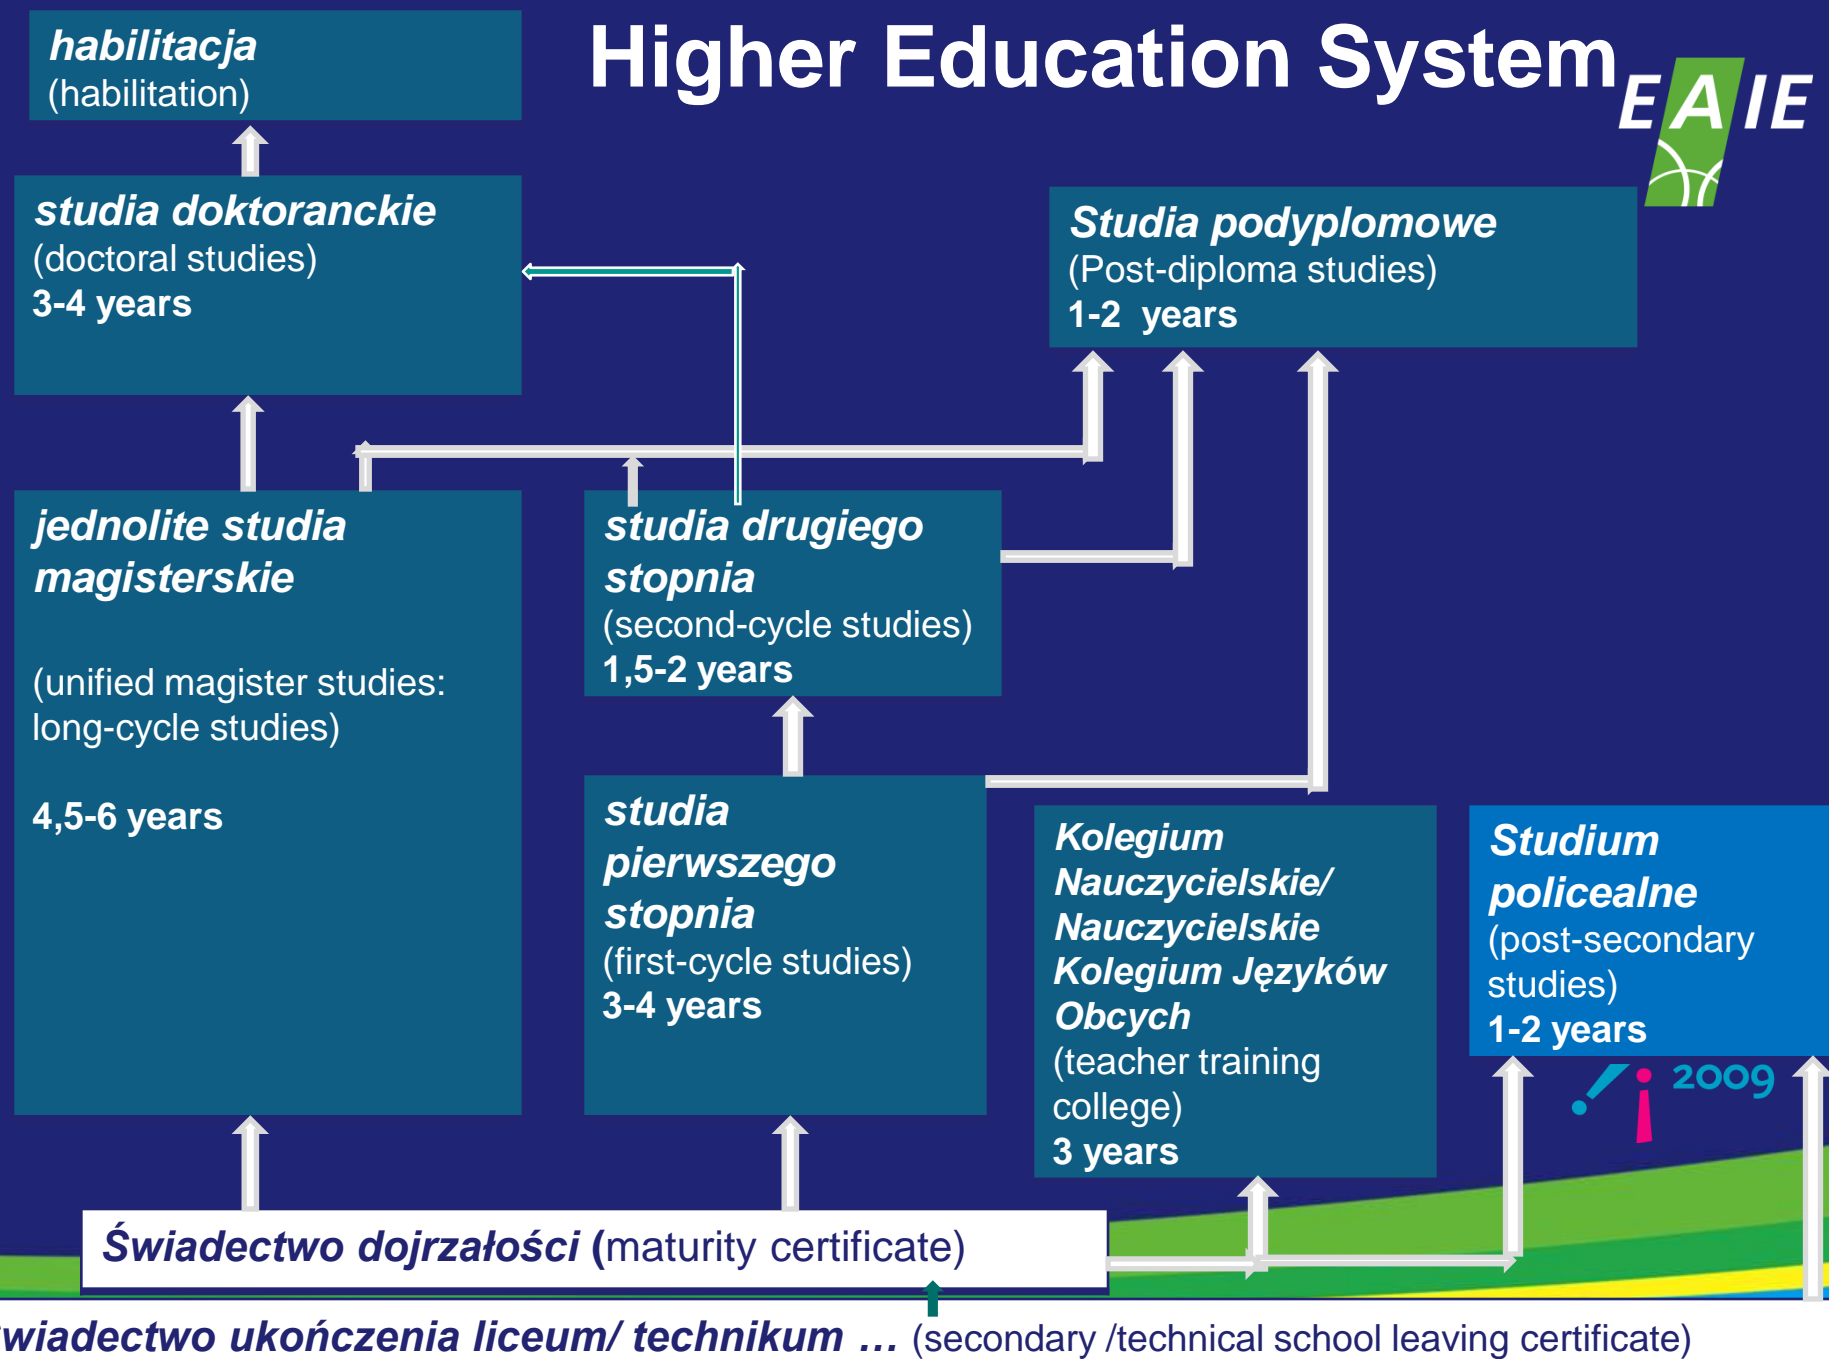 Higher Education System
EAIE
habilitacja
(habilitation)
studia doktoranckie
(doctoral studies)
3-4 years
Studia podyplomowe
(Post-diploma studies)
1-2 years
jednolite studia
magisterskie
(unified magister studies:
long-cycle studies)
4,5-6 years
studia drugiego
stopnia
(second-cycle studies)
1,5-2 years
studia
pierwszego
stopnia
(first-cycle studies)
3-4 years
Kolegium
Nauczycielskie/
Nauczycielskie
Kolegium Języków
Obcych
(teacher training
college)
3 years
Studium
policealne
(post-secondary
studies)
1-2 years
2009
Świadectwo dojrzałości (maturity certificate)
wiadectwo ukończenia liceum/ technikum … (secondary /technical school leaving certificate)